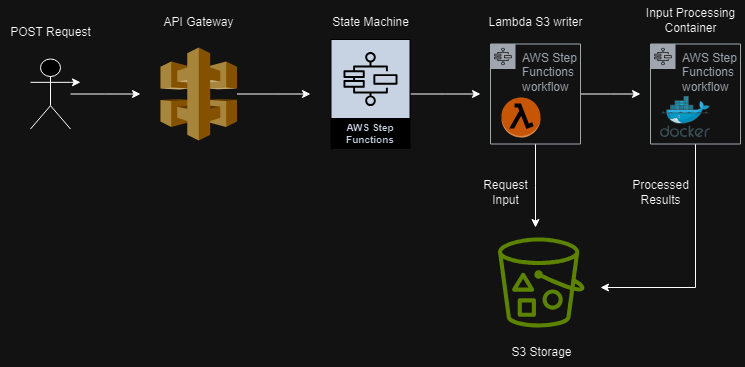 POST Request
API Gateway
State Machine
AWS Step
Functions
Lambda S3 writer
AWS Step
Functions
workflow
λ
Input Processing
Container
AWS Step
Functions
workflow
docker
Request
Input
Processed
Results
S3 Storage